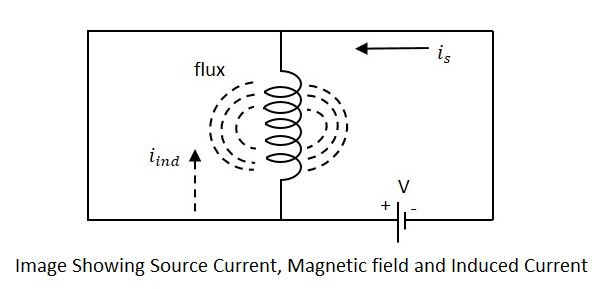 flux
i_s
i_ind
V
+ -
Image Showing Source Current, Magnetic field and Induced Current